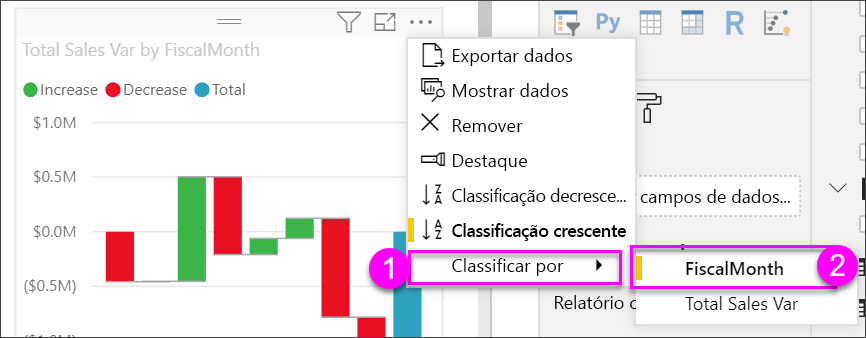 Total Sales Var by FiscalMonth
Increase Decrease Total
$1.0M
$0.5M
$0.0M
($0.5M)
($1.0M)
Exportar dados
Mostrar dados
Remover
Destaque
Classificação decresce...
Classificação crescente
Classificar por
1
Py
R
campos de dados...
FiscalMonth
2
Total Sales Var
Relatório